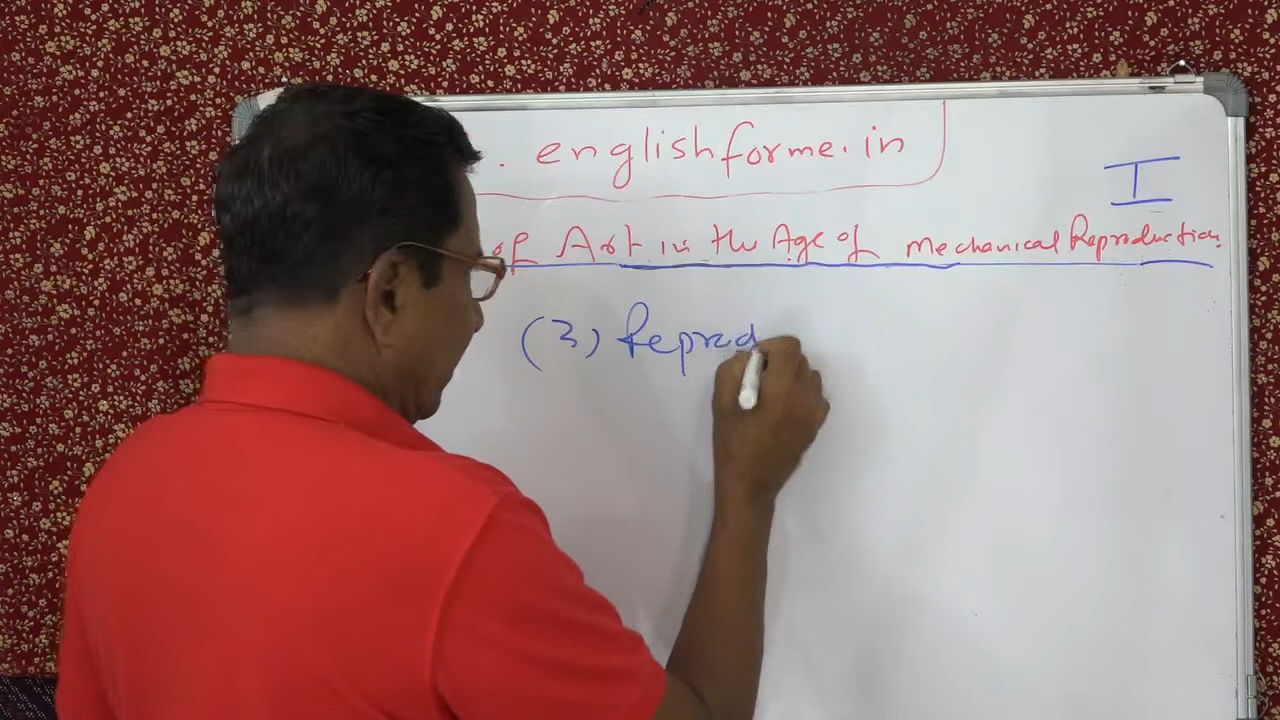 . englishforme.in
I
of Art in the Age of Mechanical Reproduction
(3) Reprod